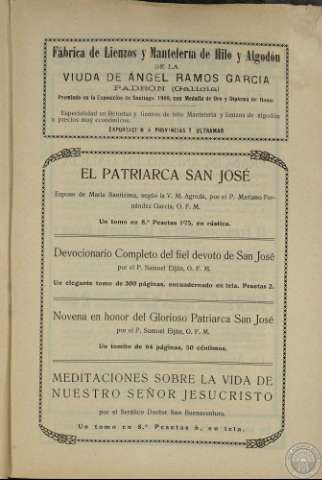 Fábrica de Lienzos y Mantelería de Hilo y Algodón
DE LA
VIUDA DE ÁNGEL RAMOS GARCIA
PADRÓN (Galicia)
Premiado en la Exposición de Santiago, 1909, con Medalla de Oro y Diploma de Honor
Especialidad en lienzos de hilo Mantelería y lienzos de algodón
a precios muy económicos.
EXPORTACIÓN A PROVINCIAS Y ULTRAMAR
EL PATRIARCA SAN JOSÉ
Esposo de María Santísima, según la V. M. Agreda, por el P. Mariano Fer-
nández García, O. F. M.
Un tomo en 8.º Pesetas 1'75, en rústica.
Devocionario Completo del fiel devoto de San José
por el P. Samuel Eiján, O. F. M.
Un elegante tomo de 300 páginas, encuadernado en tela. Pesetas 2.
Novena en honor del Glorioso Patriarca San José
por el P. Samuel Eiján, O. F. M.
Un tomito de 64 páginas, 50 céntimos.
MEDITACIONES SOBRE LA VIDA DE
NUESTRO SEÑOR JESUCRISTO
por el Seráfico Doctor San Buenaventura.
Un tomo en 8.º Pesetas 6, en tela.